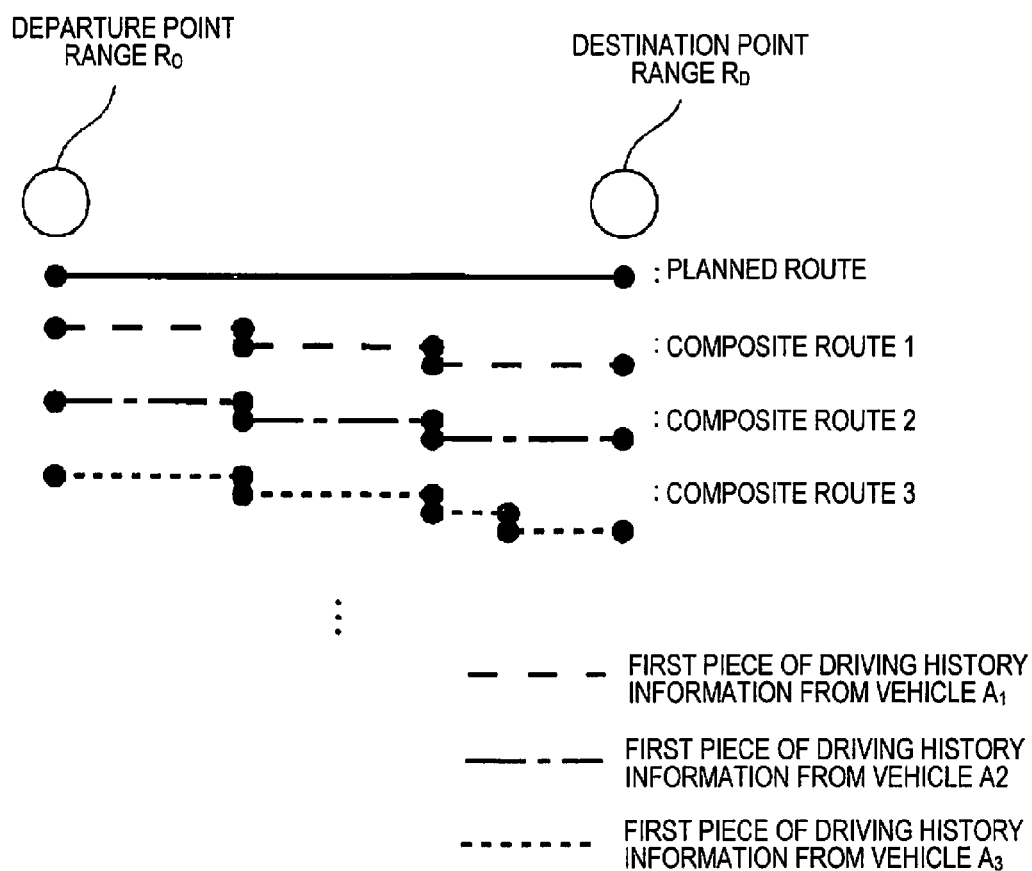 DEPARTURE POINT
RANGE R₀
DESTINATION POINT
RANGE R_D
: PLANNED ROUTE
: COMPOSITE ROUTE 1
: COMPOSITE ROUTE 2
: COMPOSITE ROUTE 3
FIRST PIECE OF DRIVING HISTORY
INFORMATION FROM VEHICLE A₁
FIRST PIECE OF DRIVING HISTORY
INFORMATION FROM VEHICLE A2
FIRST PIECE OF DRIVING HISTORY
INFORMATION FROM VEHICLE A₃